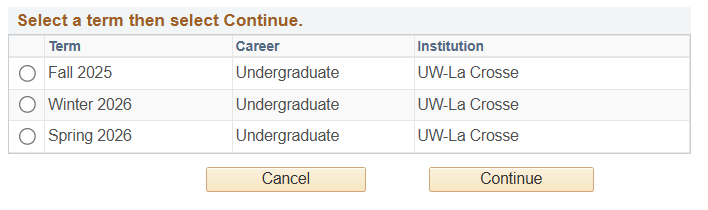 Select a term then select Continue.
Term Career Institution
Fall 2025 Undergraduate UW-La Crosse
Winter 2026 Undergraduate UW-La Crosse
Spring 2026 Undergraduate UW-La Crosse
Cancel Continue